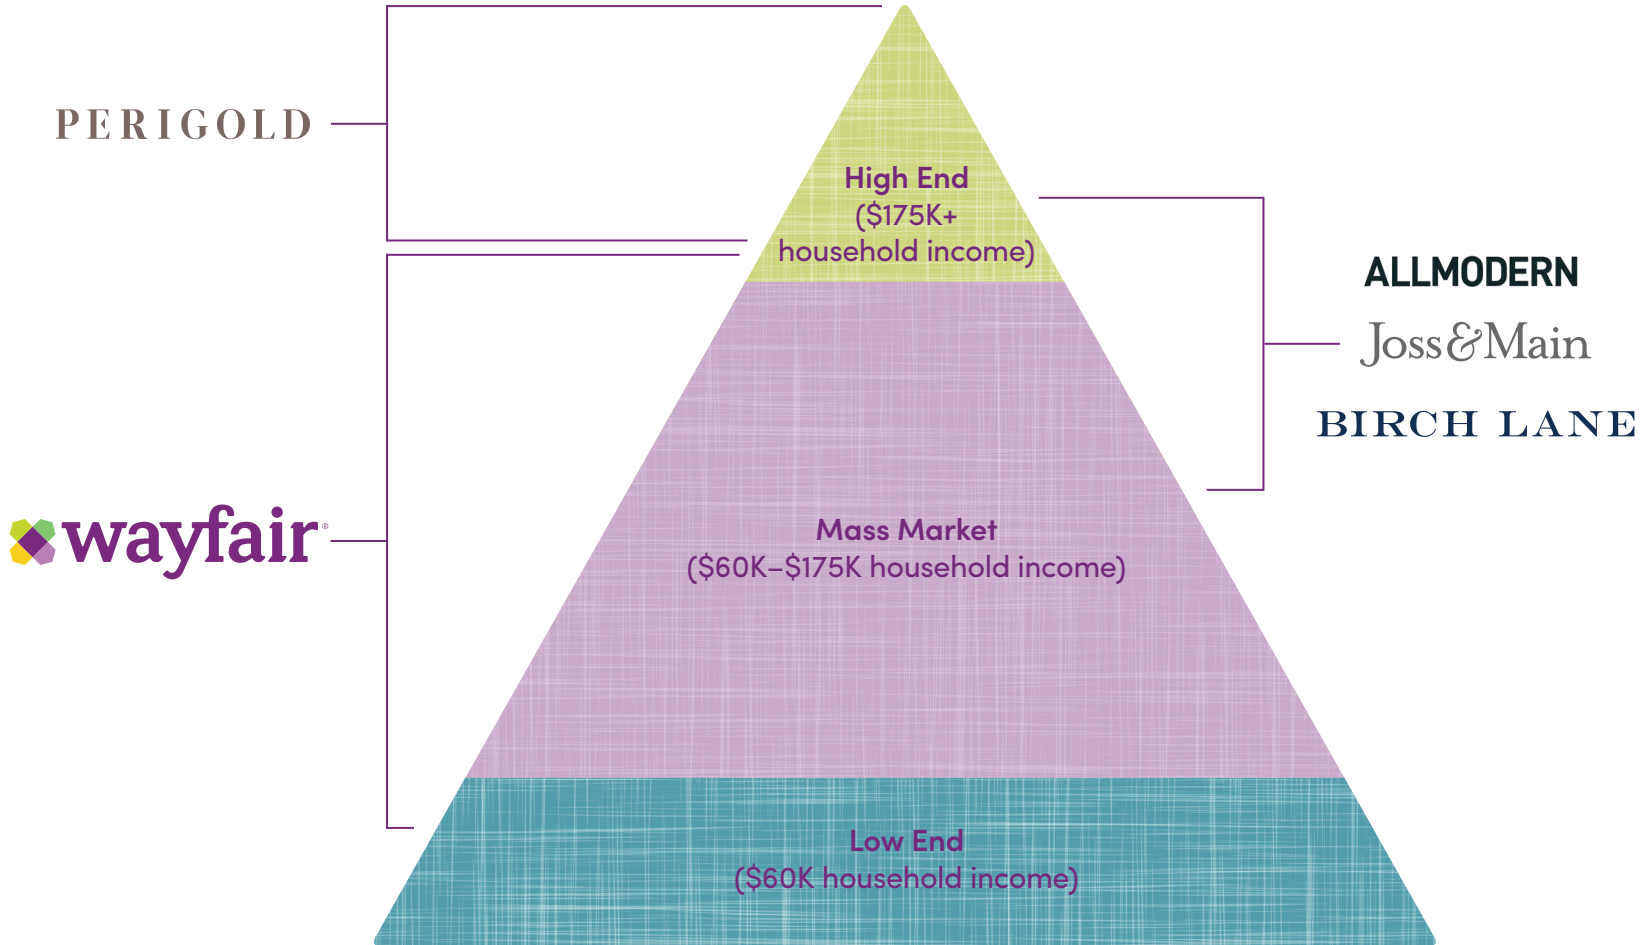 PERIGOLD
High End
($175K+
household income)
ALLMODERN
Joss&Main
BIRCH LANE
wayfair®
Mass Market
($60K–$175K household income)
Low End
($60K household income)